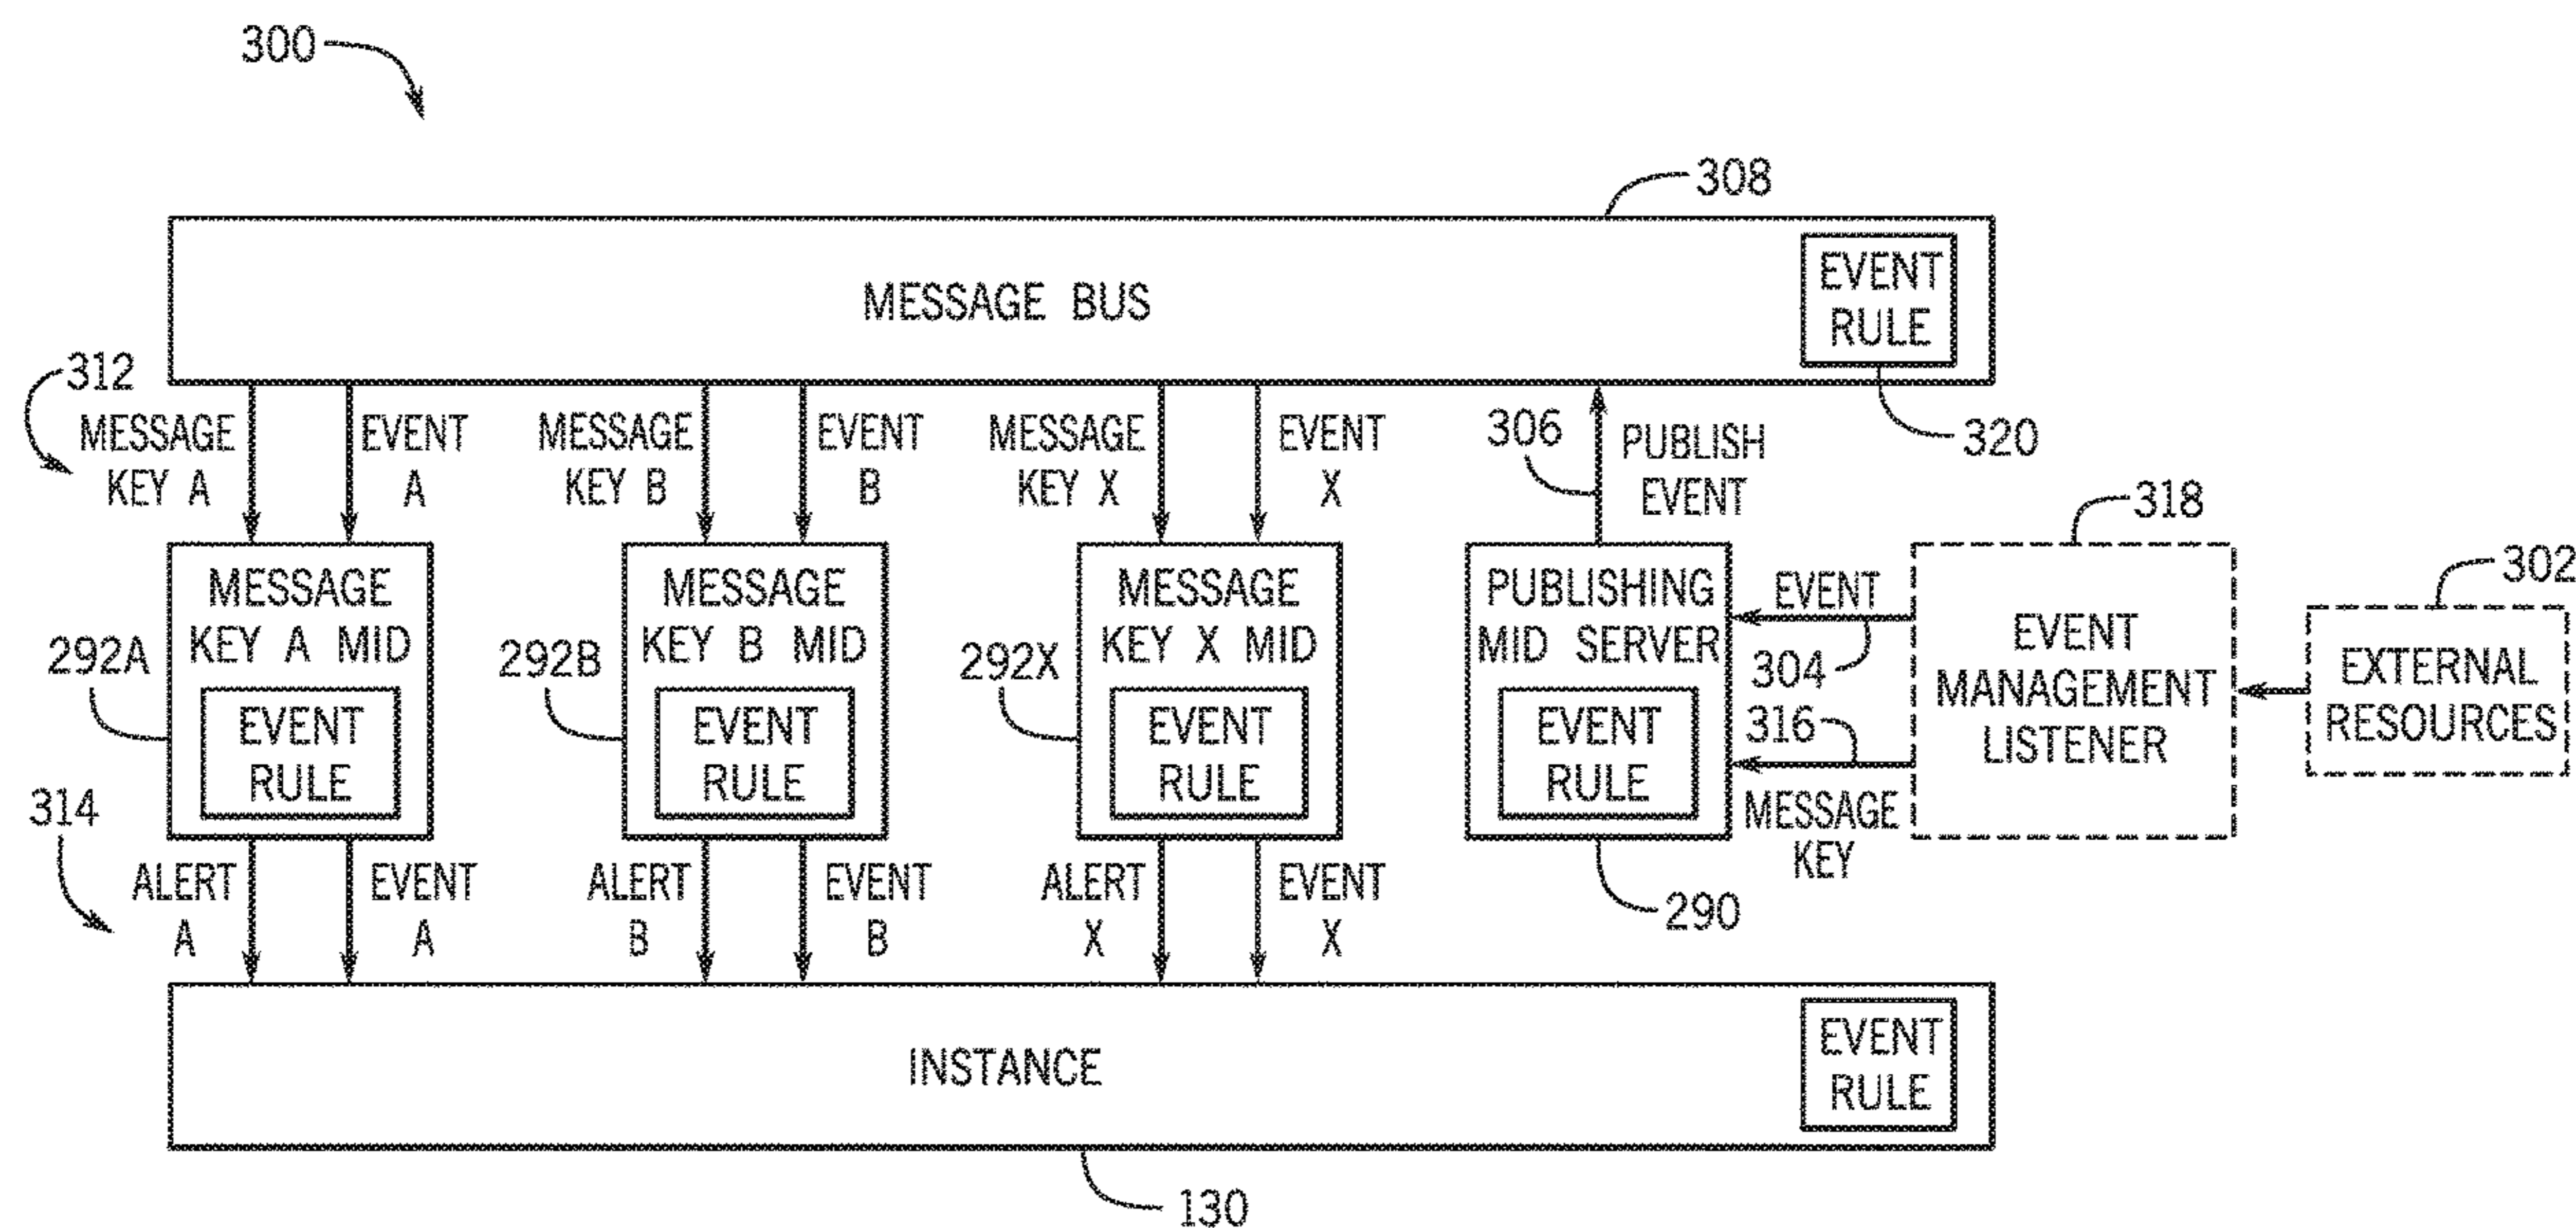 300
308
MESSAGE BUS
EVENT
RULE
320
312
MESSAGE
KEY A
EVENT
A
MESSAGE
KEY B
EVENT
B
MESSAGE
KEY X
EVENT
X
306
PUBLISH
EVENT
318
302
MESSAGE
KEY A MID
EVENT
RULE
292A
MESSAGE
KEY B MID
EVENT
RULE
292B
MESSAGE
KEY X MID
EVENT
RULE
292X
PUBLISHING
MID SERVER
EVENT
RULE
290
EVENT
304
316
MESSAGE
KEY
EVENT
MANAGEMENT
LISTENER
EXTERNAL
RESOURCES
314
ALERT
A
EVENT
A
ALERT
B
EVENT
B
ALERT
X
EVENT
X
INSTANCE
EVENT
RULE
130